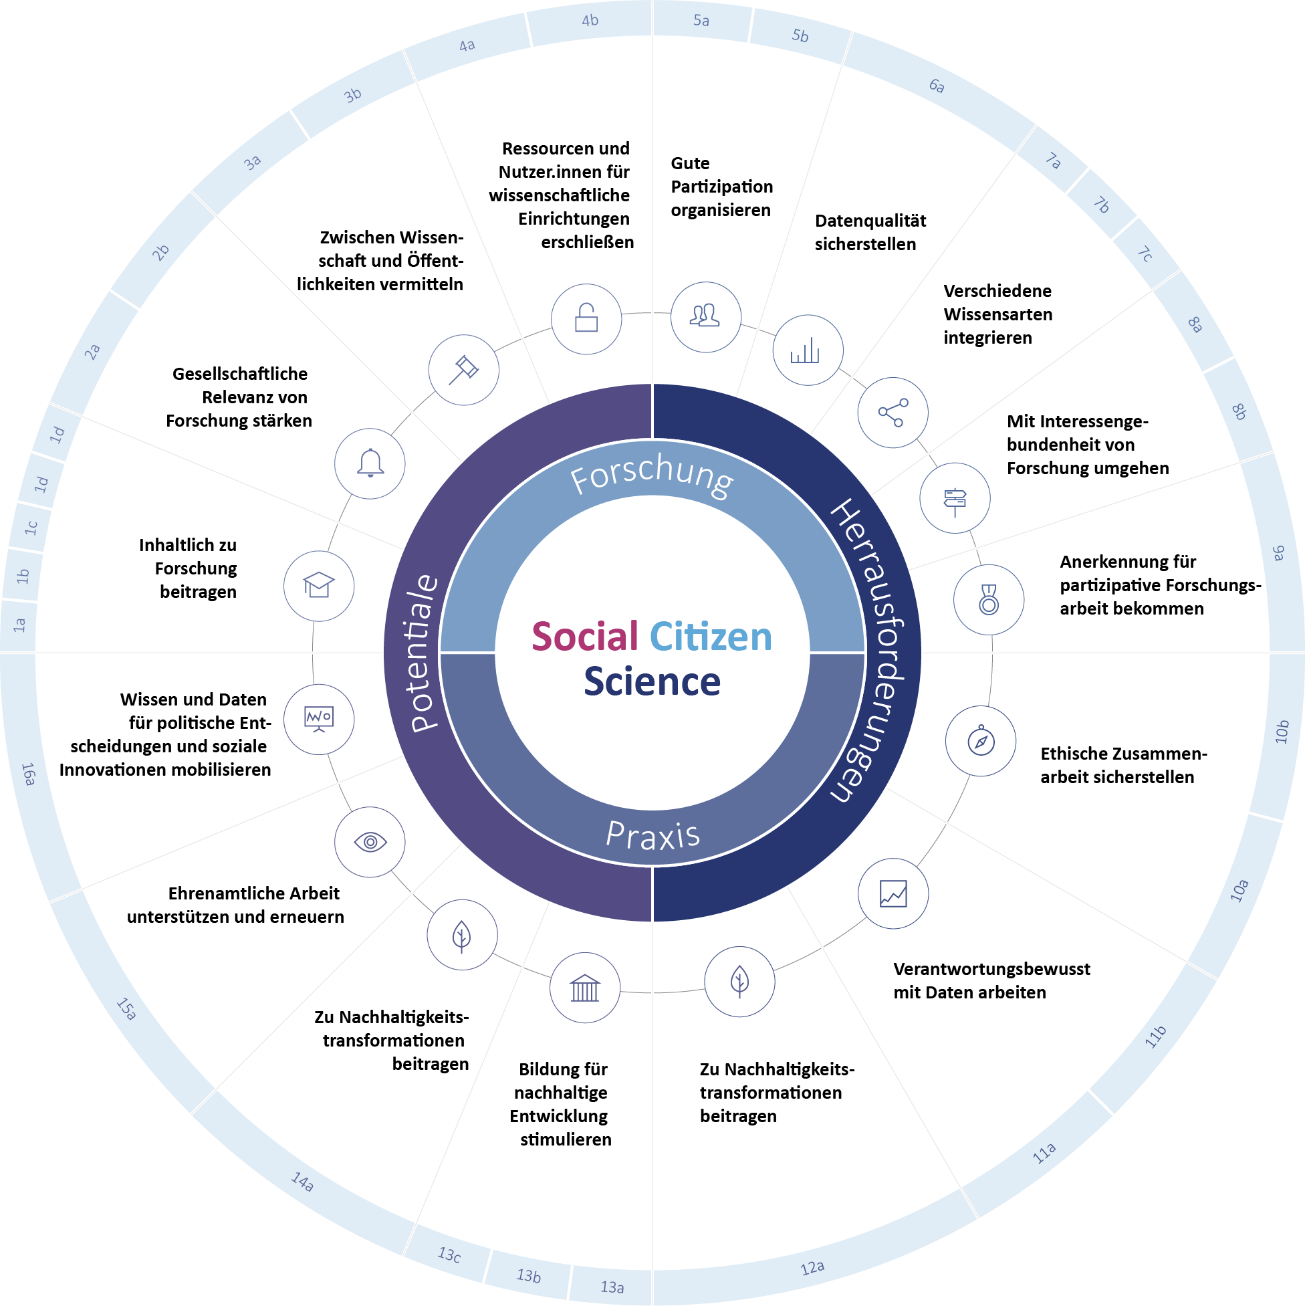 4b
5a
4a
5b
3b
6a
3a
7a
2b
7b
7c
2a
8a
1d
8b
1d
1c
9a
1b
1a
Ressourcen und
Nutzer.innen für
wissenschaftliche
Einrichtungen
erschließen
Gute
Partizipation
organisieren
Zwischen Wissen-
schaft und Öffent-
lichkeiten vermitteln
Datenqualität
sicherstellen
Verschiedene
Wissensarten
integrieren
Gesellschaftliche
Relevanz von
Forschung stärken
Mit Interessenge-
bundenheit von
Forschung umgehen
Inhaltlich zu
Forschung
beitragen
Anerkennung für
partizipative Forschungs-
arbeit bekommen
Forschung
Potentiale
Herrausforderungen
Social Citizen
Science
Praxis
Wissen und Daten
für politische Ent-
scheidungen und soziale
Innovationen mobilisieren
Ethische Zusammen-
arbeit sicherstellen
Ehrenamtliche Arbeit
unterstützen und erneuern
Verantwortungsbewusst
mit Daten arbeiten
Zu Nachhaltigkeits-
transformationen
beitragen
Bildung für
nachhaltige
Entwicklung
stimulieren
Zu Nachhaltigkeits-
transformationen
beitragen
16a
10b
10a
15a
11b
14a
11a
13c
13b
13a
12a